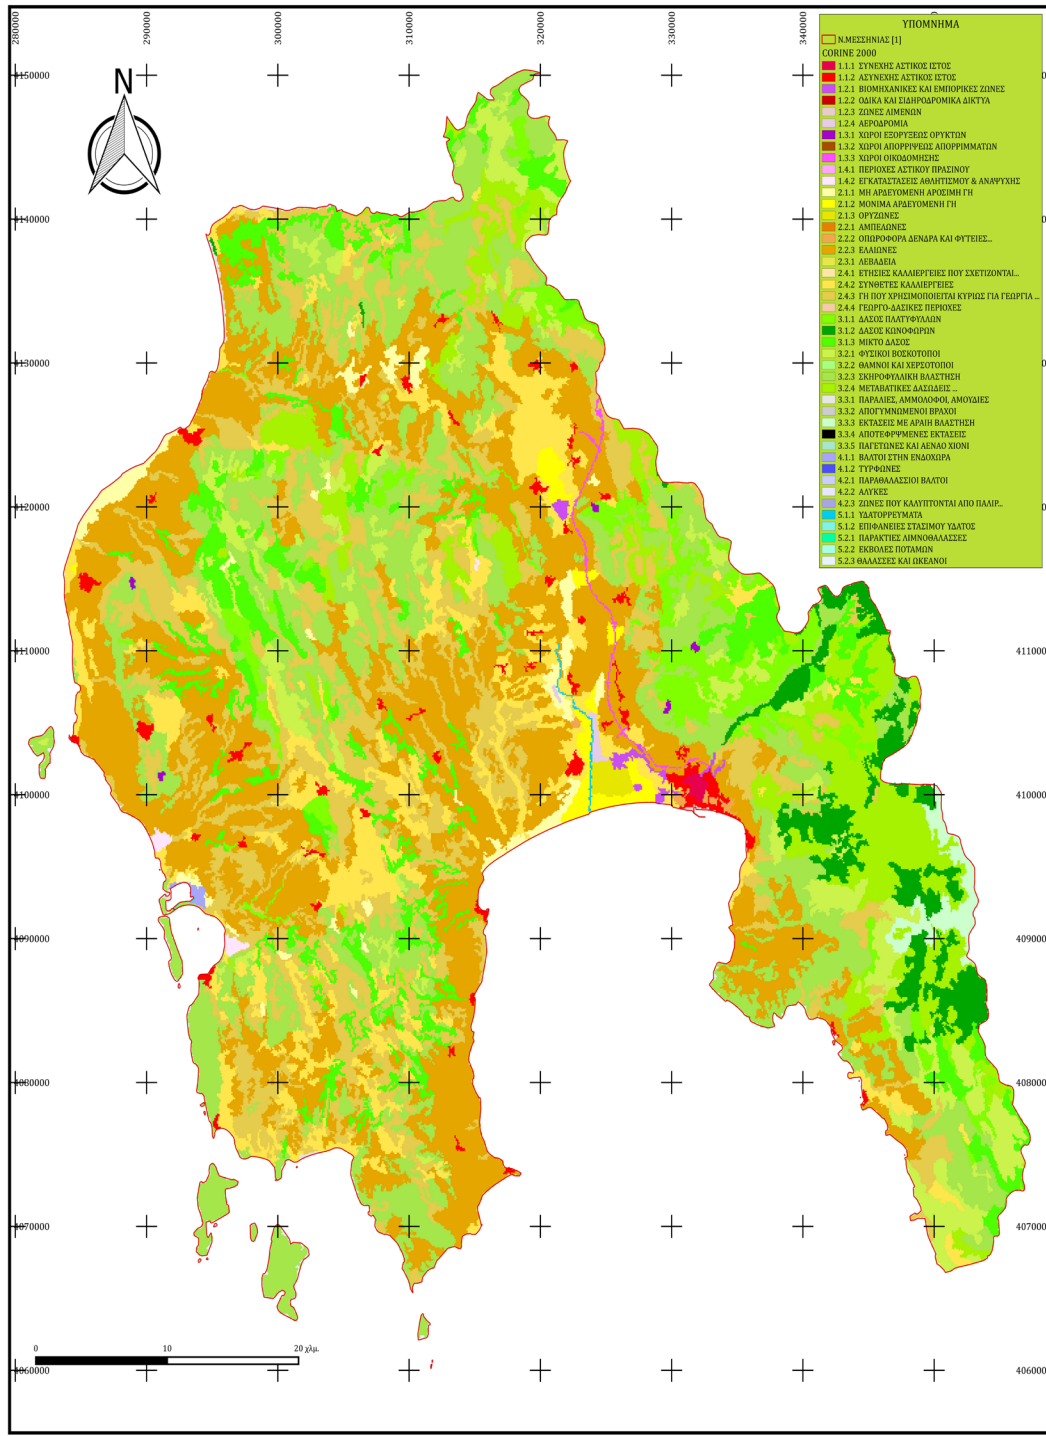 280000 290000 300000 310000 320000 330000 340000
ΥΠΟΜΝΗΜΑ
Ν.ΜΕΣΣΗΝΙΑΣ [1]
CORINE 2000
1.1.1 ΣΥΝΕΧΗΣ ΑΣΤΙΚΟΣ ΙΣΤΟΣ
1.1.2 ΑΣΥΝΕΧΗΣ ΑΣΤΙΚΟΣ ΙΣΤΟΣ
1.2.1 ΒΙΟΜΗΧΑΝΙΚΕΣ ΚΑΙ ΕΜΠΟΡΙΚΕΣ ΖΩΝΕΣ
1.2.2 ΟΔΙΚΑ ΚΑΙ ΣΙΔΗΡΟΔΡΟΜΙΚΑ ΔΙΚΤΥΑ
1.2.3 ΖΩΝΕΣ ΛΙΜΕΝΩΝ
1.2.4 ΑΕΡΟΔΡΟΜΙΑ
1.3.1 ΧΩΡΟΙ ΕΞΟΡΥΞΕΩΣ ΟΡΥΚΤΩΝ
1.3.2 ΧΩΡΟΙ ΑΠΟΡΡΙΨΕΩΣ ΑΠΟΡΡΙΜΜΑΤΩΝ
1.3.3 ΧΩΡΟΙ ΟΙΚΟΔΟΜΗΣΗΣ
1.4.1 ΠΕΡΙΟΧΕΣ ΑΣΤΙΚΟΥ ΠΡΑΣΙΝΟΥ
1.4.2 ΕΓΚΑΤΑΣΤΑΣΕΙΣ ΑΘΛΗΤΙΣΜΟΥ & ΑΝΑΨΥΧΗΣ
2.1.1 ΜΗ ΑΡΔΕΥΟΜΕΝΗ ΑΡΟΣΙΜΗ ΓΗ
2.1.2 ΜΟΝΙΜΑ ΑΡΔΕΥΟΜΕΝΗ ΓΗ
2.1.3 ΟΡΥΖΩΝΕΣ
2.2.1 ΑΜΠΕΛΩΝΕΣ
2.2.2 ΟΠΩΡΟΦΟΡΑ ΔΕΝΔΡΑ ΚΑΙ ΦΥΤΕΙΕΣ...
2.2.3 ΕΛΑΙΩΝΕΣ
2.3.1 ΛΕΒΑΔΕΙΑ
2.4.1 ΕΤΗΣΙΕΣ ΚΑΛΛΙΕΡΓΕΙΕΣ ΠΟΥ ΣΧΕΤΙΖΟΝΤΑΙ...
2.4.2 ΣΥΝΘΕΤΕΣ ΚΑΛΛΙΕΡΓΕΙΕΣ
2.4.3 ΓΗ ΠΟΥ ΧΡΗΣΙΜΟΠΟΙΕΙΤΑΙ ΚΥΡΙΩΣ ΓΙΑ ΓΕΩΡΓΙΑ ...
2.4.4 ΓΕΩΡΓΟ-ΔΑΣΙΚΕΣ ΠΕΡΙΟΧΕΣ
3.1.1 ΔΑΣΟΣ ΠΛΑΤΥΦΥΛΛΩΝ
3.1.2 ΔΑΣΟΣ ΚΩΝΟΦΟΡΩΝ
3.1.3 ΜΙΚΤΟ ΔΑΣΟΣ
3.2.1 ΦΥΣΙΚΟΙ ΒΟΣΚΟΤΟΠΟΙ
3.2.2 ΘΑΜΝΟΙ ΚΑΙ ΧΕΡΣΟΤΟΠΟΙ
3.2.3 ΣΚΗΡΟΦΥΛΛΙΚΗ ΒΛΑΣΤΗΣΗ
3.2.4 ΜΕΤΑΒΑΤΙΚΕΣ ΔΑΣΩΔΕΙΣ ...
3.3.1 ΠΑΡΑΛΙΕΣ, ΑΜΜΟΛΟΦΟΙ, ΑΜΟΥΔΙΕΣ
3.3.2 ΑΠΟΓΥΜΝΩΜΕΝΟΙ ΒΡΑΧΟΙ
3.3.3 ΕΚΤΑΣΕΙΣ ΜΕ ΑΡΑΙΗ ΒΛΑΣΤΗΣΗ
3.3.4 ΑΠΟΤΕΦΡΨΜΕΝΕΣ ΕΚΤΑΣΕΙΣ
3.3.5 ΠΑΓΕΤΩΝΕΣ ΚΑΙ ΑΕΝΑΟ ΧΙΟΝΙ
4.1.1 ΒΑΛΤΟΙ ΣΤΗΝ ΕΝΔΟΧΩΡΑ
4.1.2 ΤΥΡΦΩΝΕΣ
4.2.1 ΠΑΡΑΘΑΛΑΣΣΙΟΙ ΒΑΛΤΟΙ
4.2.2 ΑΛΥΚΕΣ
4.2.3 ΖΩΝΕΣ ΠΟΥ ΚΑΛΥΠΤΟΝΤΑΙ ΑΠΟ ΠΑΛΙΡ...
5.1.1 ΥΔΑΤΟΡΡΕΥΜΑΤΑ
5.1.2 ΕΠΙΦΑΝΕΙΕΣ ΣΤΑΣΙΜΟΥ ΥΔΑΤΟΣ
5.2.1 ΠΑΡΑΚΤΙΕΣ ΛΙΜΝΟΘΑΛΑΣΣΕΣ
5.2.2 ΕΚΒΟΛΕΣ ΠΟΤΑΜΩΝ
5.2.3 ΘΑΛΑΣΣΕΣ ΚΑΙ ΩΚΕΑΝΟΙ
N
4150000
4140000
4130000
4120000
4110000 411000
4100000 410000
4090000 409000
4080000 408000
4070000 407000
0 10 20 χλμ.
4060000 406000